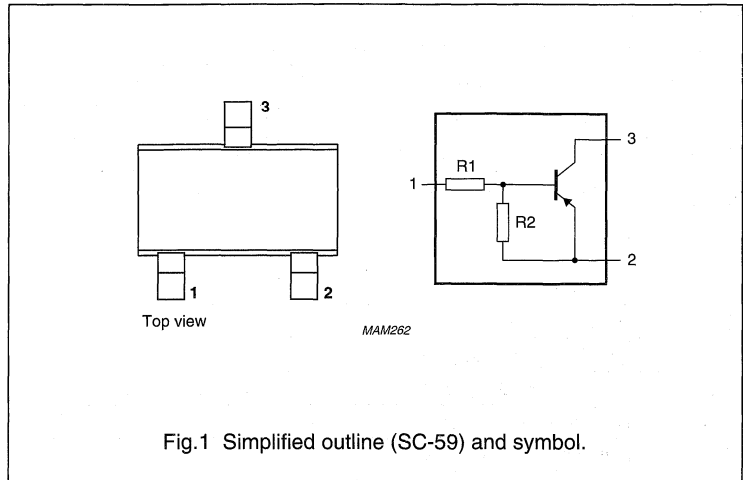 3
1
2
Top view
1
R1
R2
3
2
MAM262
Fig.1 Simplified outline (SC-59) and symbol.